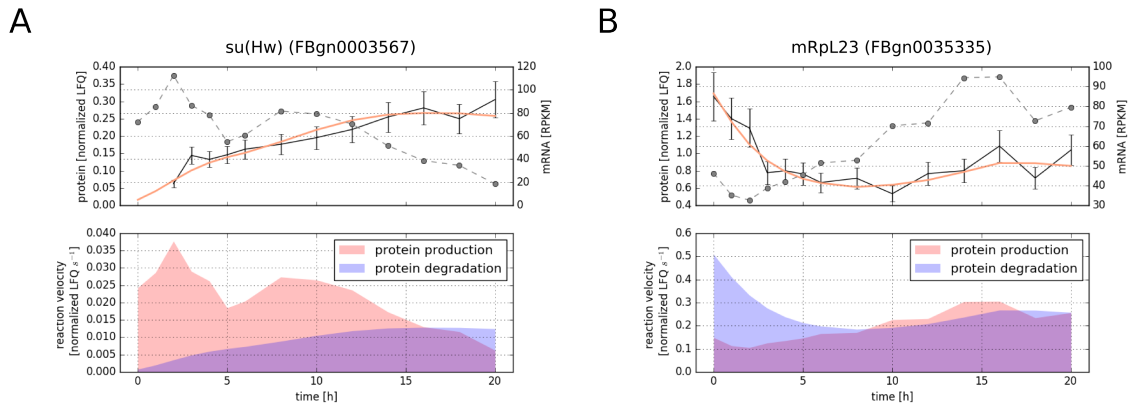 A
B
su(Hw) (FBgn0003567)
mRpL23 (FBgn0035335)
protein [normalized LFQ]
0.40
0.35
0.30
0.25
0.20
0.15
0.10
0.05
0.00
120
100
80
60
40
20
0
mRNA [RPKM]
protein [normalized LFQ]
2.0
1.8
1.6
1.4
1.2
1.0
0.8
0.6
0.4
100
90
80
70
60
50
40
30
mRNA [RPKM]
reaction velocity
[normalized LFQ s⁻¹]
0.040
0.035
0.030
0.025
0.020
0.015
0.010
0.005
0.000
protein production
protein degradation
0 5 10 15 20
time [h]
reaction velocity
[normalized LFQ s⁻¹]
0.6
0.5
0.4
0.3
0.2
0.1
0.0
protein production
protein degradation
0 5 10 15 20
time [h]